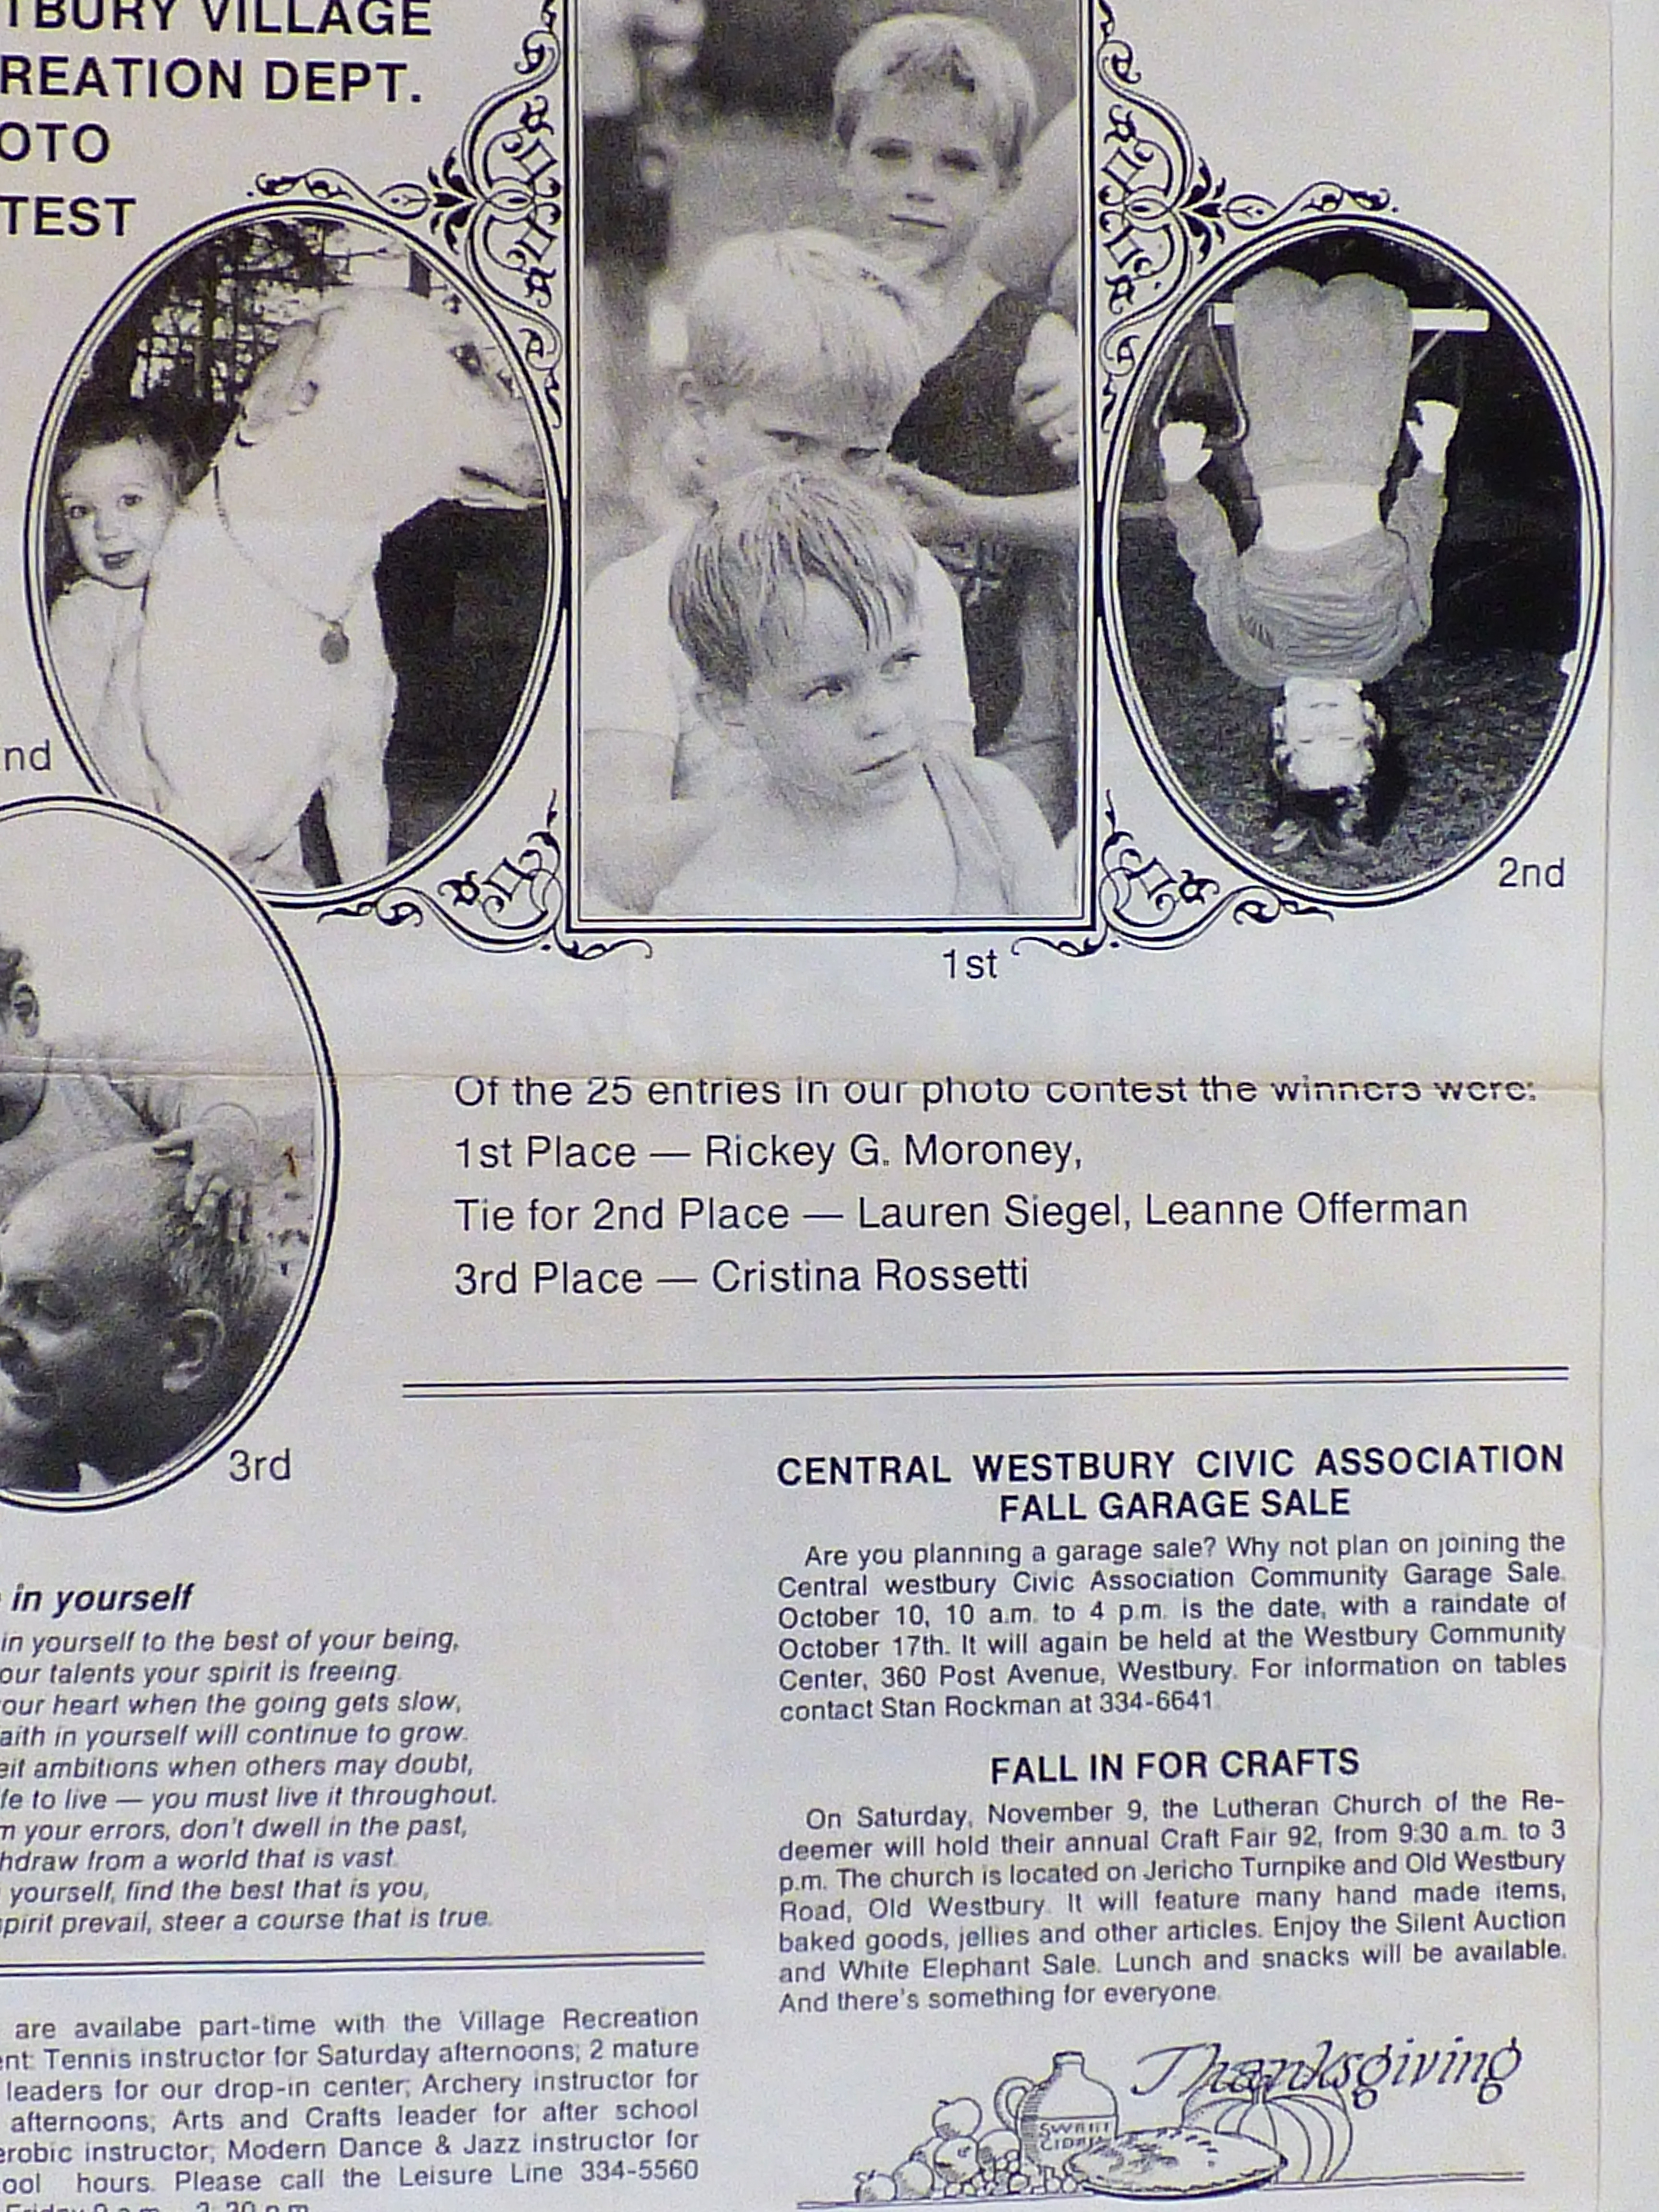 TBURY VILLAGE
REATION DEPT.
OTO
TEST
nd
2nd
1st
Of the 25 entries in our photo contest the winners were:
1st Place — Rickey G. Moroney,
Tie for 2nd Place — Lauren Siegel, Leanne Offerman
3rd Place — Cristina Rossetti
3rd
in yourself
in yourself to the best of your being,
our talents your spirit is freeing.
our heart when the going gets slow,
aith in yourself will continue to grow.
eit ambitions when others may doubt,
fe to live — you must live it throughout.
m your errors, don't dwell in the past,
hdraw from a world that is vast.
yourself, find the best that is you,
spirit prevail, steer a course that is true.
are availabe part-time with the Village Recreation
ent: Tennis instructor for Saturday afternoons; 2 mature
leaders for our drop-in center; Archery instructor for
afternoons; Arts and Crafts leader for after school
erobic instructor; Modern Dance & Jazz instructor for
ool hours. Please call the Leisure Line 334-5560
Friday 9 a.m. - 3:30 p.m.
CENTRAL WESTBURY CIVIC ASSOCIATION
FALL GARAGE SALE
Are you planning a garage sale? Why not plan on joining the
Central westbury Civic Association Community Garage Sale.
October 10, 10 a.m. to 4 p.m. is the date, with a raindate of
October 17th. It will again be held at the Westbury Community
Center, 360 Post Avenue, Westbury. For information on tables
contact Stan Rockman at 334-6641.
FALL IN FOR CRAFTS
On Saturday, November 9, the Lutheran Church of the Re-
deemer will hold their annual Craft Fair 92, from 9:30 a.m. to 3
p.m. The church is located on Jericho Turnpike and Old Westbury
Road, Old Westbury. It will feature many hand made items,
baked goods, jellies and other articles. Enjoy the Silent Auction
and White Elephant Sale. Lunch and snacks will be available.
And there's something for everyone.
Thanksgiving
SWEET
CIDER